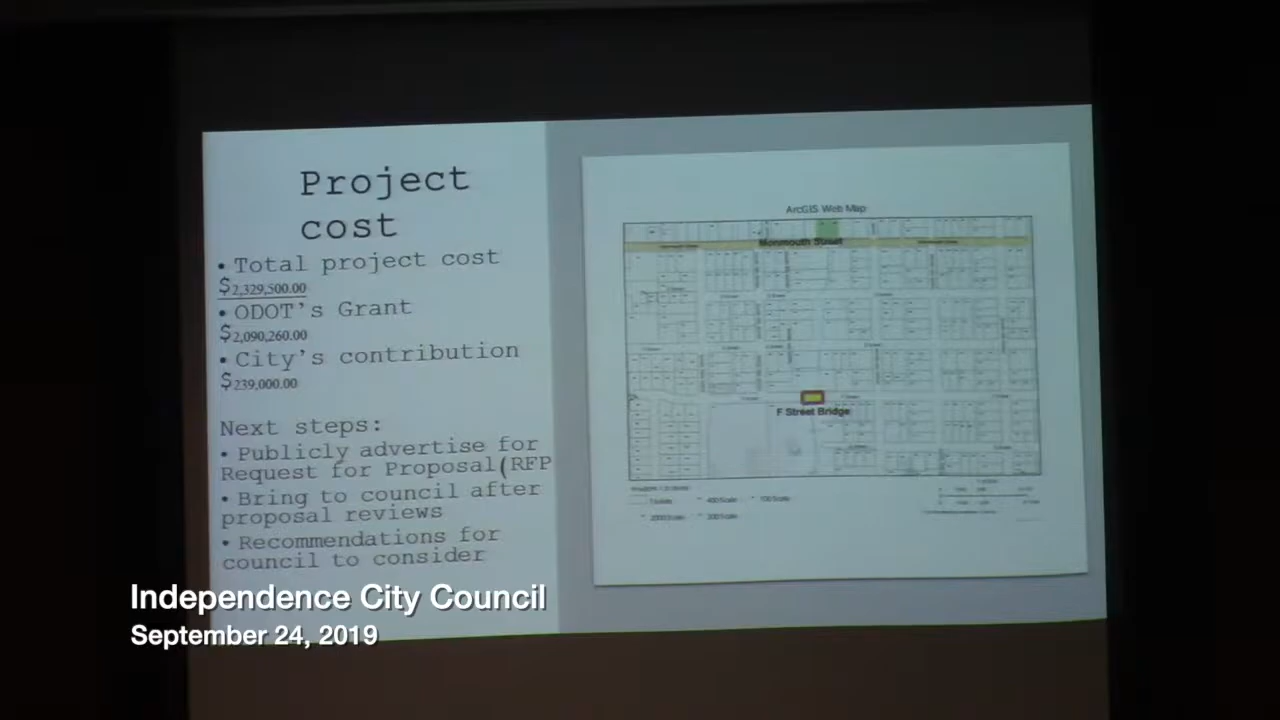 Project
cost
• Total project cost
$2,329,500.00
• ODOT's Grant
$2,090,260.00
• City's contribution
$239,000.00
Next steps:
• Publicly advertise for
Request for Proposal(RFP
• Bring to council after
proposal reviews
• Recommendations for
council to consider
ArcGIS Web Map
Monmouth Street
F Street Bridge
Independence City Council
September 24, 2019